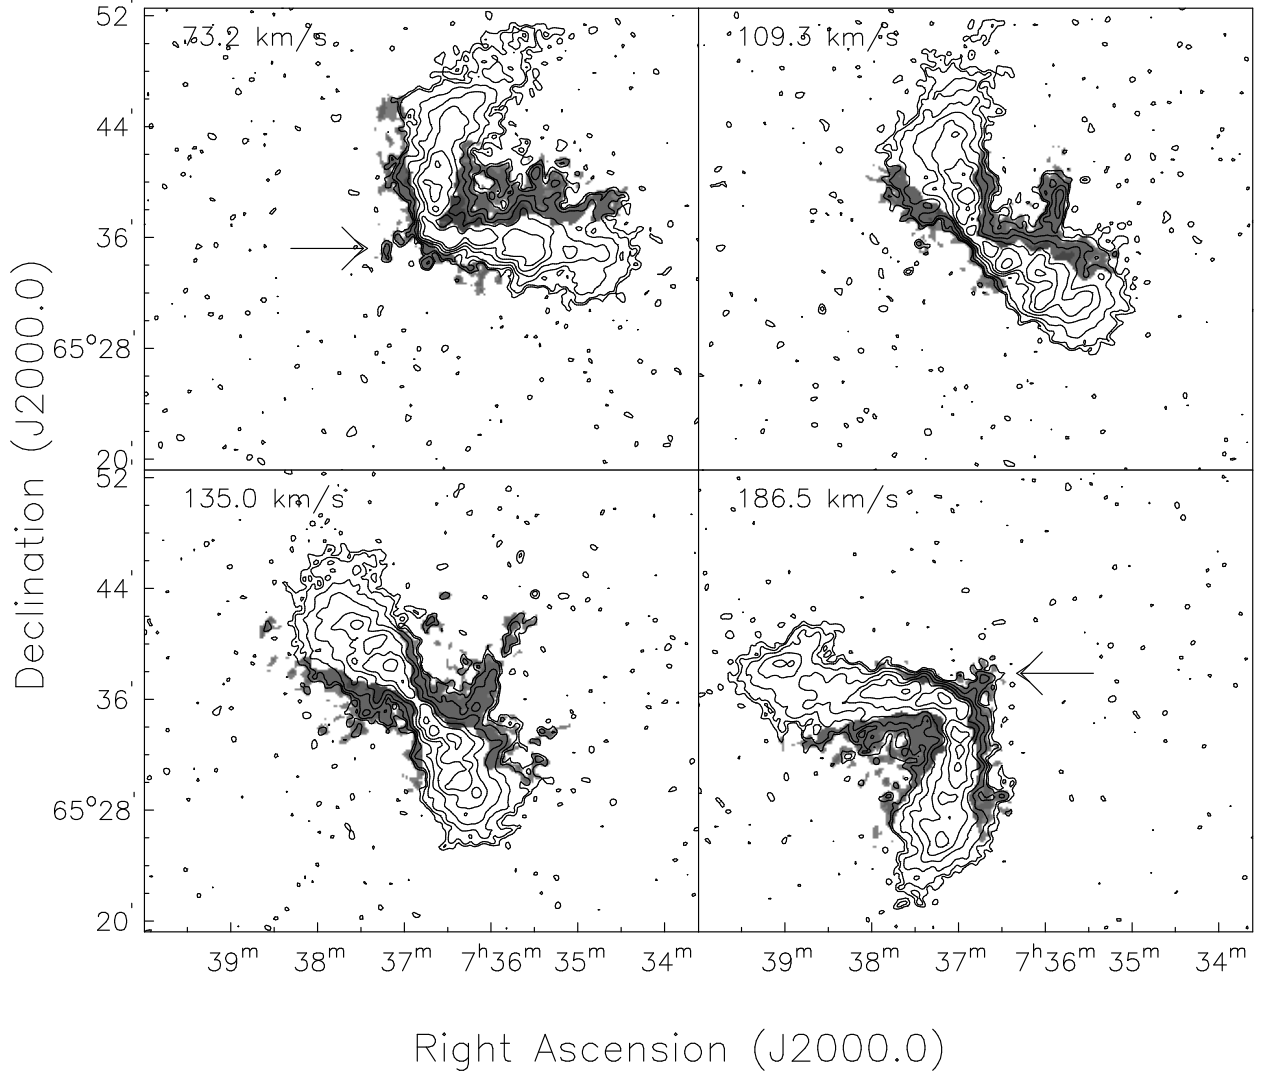 52'
73.2 km/s
109.3 km/s
44'
36'
65°28'
20'
52'
135.0 km/s
186.5 km/s
44'
36'
65°28'
20'
39ᵐ 38ᵐ 37ᵐ 7ʰ36ᵐ 35ᵐ 34ᵐ
39ᵐ 38ᵐ 37ᵐ 7ʰ36ᵐ 35ᵐ 34ᵐ
Declination (J2000.0)
Right Ascension (J2000.0)